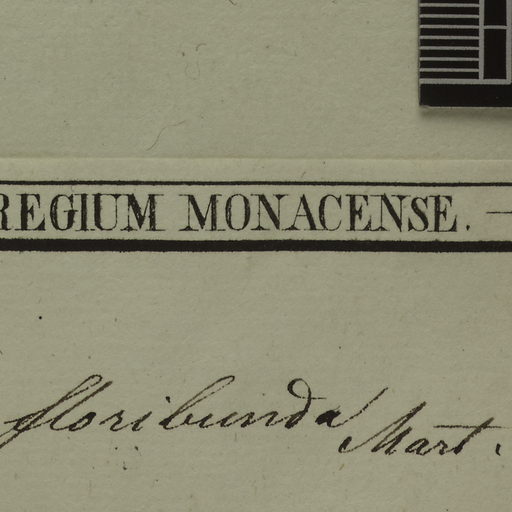 REGIUM MONACENSE. —
floribunda Mart.